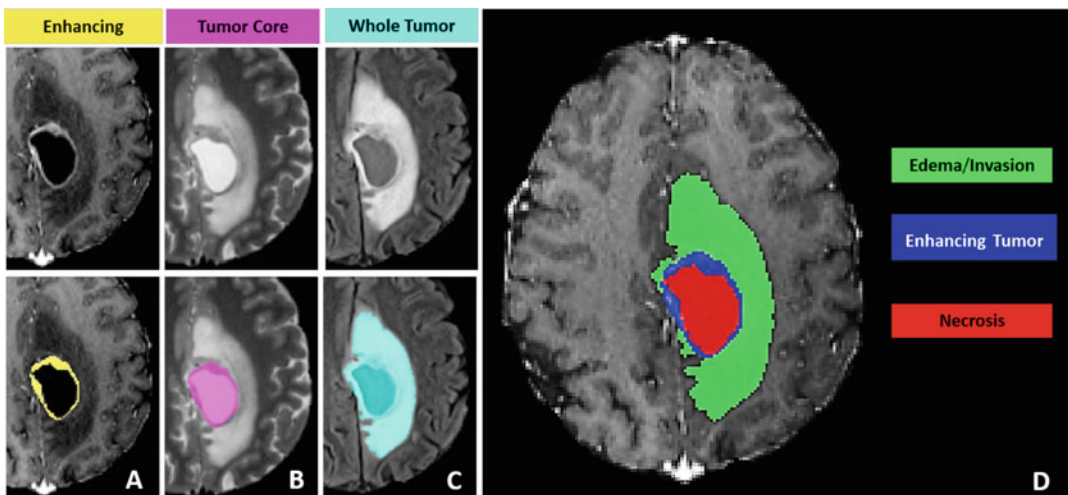 Enhancing
Tumor Core
Whole Tumor
Edema/Invasion
Enhancing Tumor
Necrosis
A
B
C
D